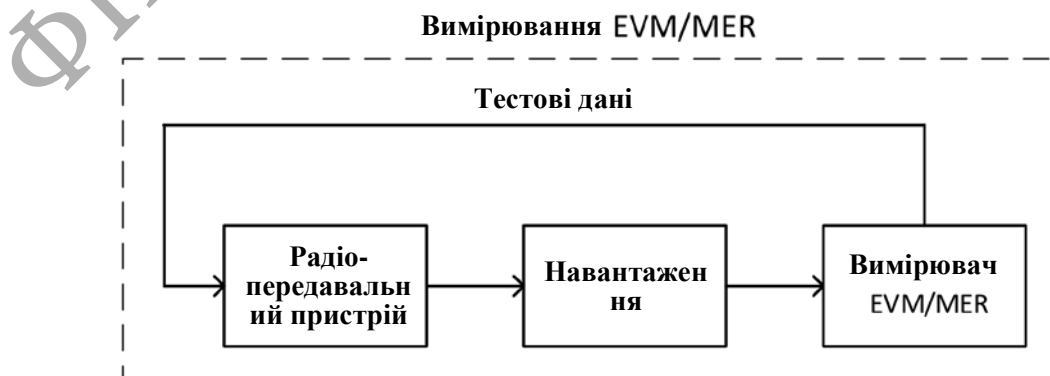 Вимірювання EVM/MER
Тестові дані
Радіо-
передавальн
ий пристрій
Навантажен
ня
Вимірювач
EVM/MER